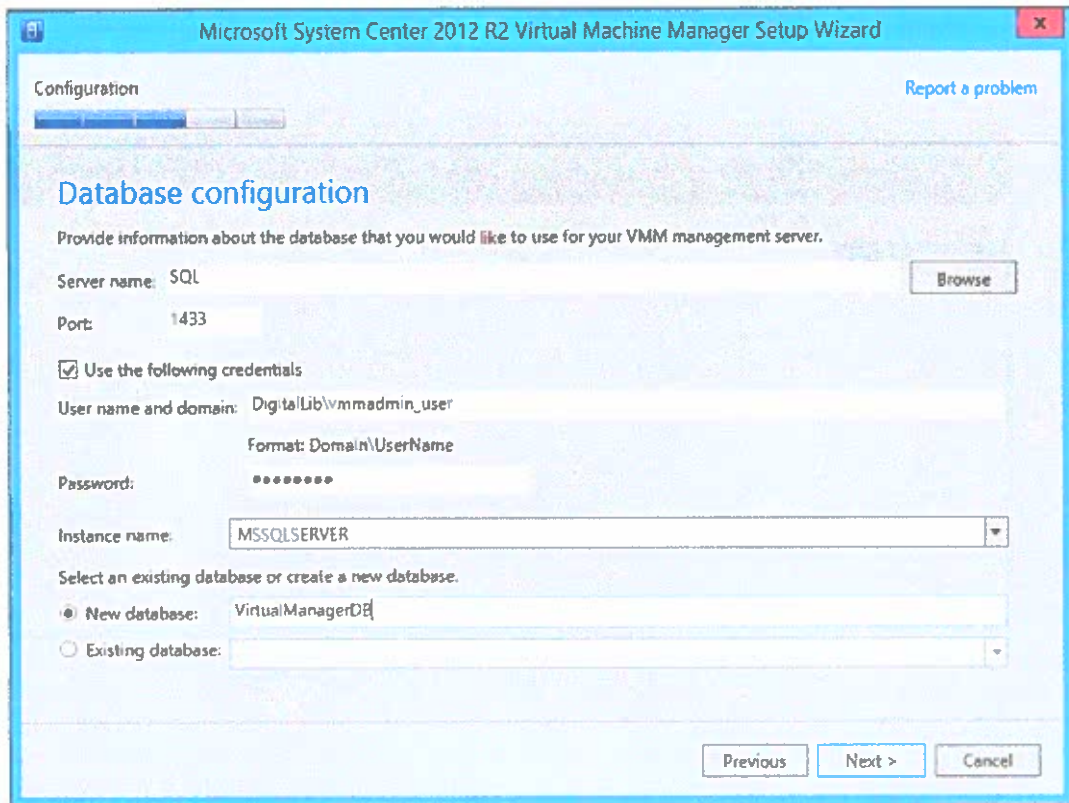 Microsoft System Center 2012 R2 Virtual Machine Manager Setup Wizard
x
Configuration
Report a problem
Database configuration
Provide information about the database that you would like to use for your VMM management server.
Server name: SQL
Browse
Port: 1433
Use the following credentials
User name and domain: DigitalLib\vmmadmin_user
Format: Domain\UserName
Password: ●●●●●●●●
Instance name: MSSQLSERVER
Select an existing database or create a new database.
New database: VirtualManagerDB
Existing database:
Previous Next > Cancel